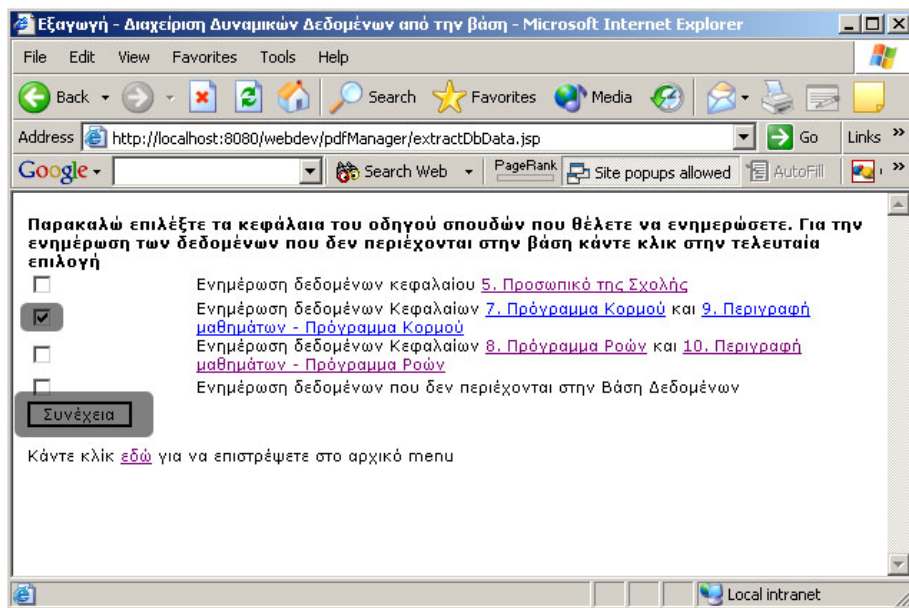 Εξαγωγή - Διαχείριση Δυναμικών Δεδομένων από την βάση - Microsoft Internet Explorer
File Edit View Favorites Tools Help
Back Search Favorites Media
Address http://localhost:8080/webdev/pdfManager/extractDbData.jsp Go Links »
Google Search Web PageRank Site popups allowed AutoFill »
Παρακαλώ επιλέξτε τα κεφάλαια του οδηγού σπουδών που θέλετε να ενημερώσετε. Για την
ενημέρωση των δεδομένων που δεν περιέχονται στην βάση κάντε κλικ στην τελευταία
επιλογή
Ενημέρωση δεδομένων κεφαλαίου 5. Προσωπικό της Σχολής
Ενημέρωση δεδομένων Κεφαλαίων 7. Πρόγραμμα Κορμού και 9. Περιγραφή
μαθημάτων - Πρόγραμμα Κορμού
Ενημέρωση δεδομένων Κεφαλαίων 8. Πρόγραμμα Ροών και 10. Περιγραφή
μαθημάτων - Πρόγραμμα Ροών
Ενημέρωση δεδομένων που δεν περιέχονται στην Βάση Δεδομένων
Συνέχεια
Κάντε κλίκ εδώ για να επιστρέψετε στο αρχικό menu
Local intranet